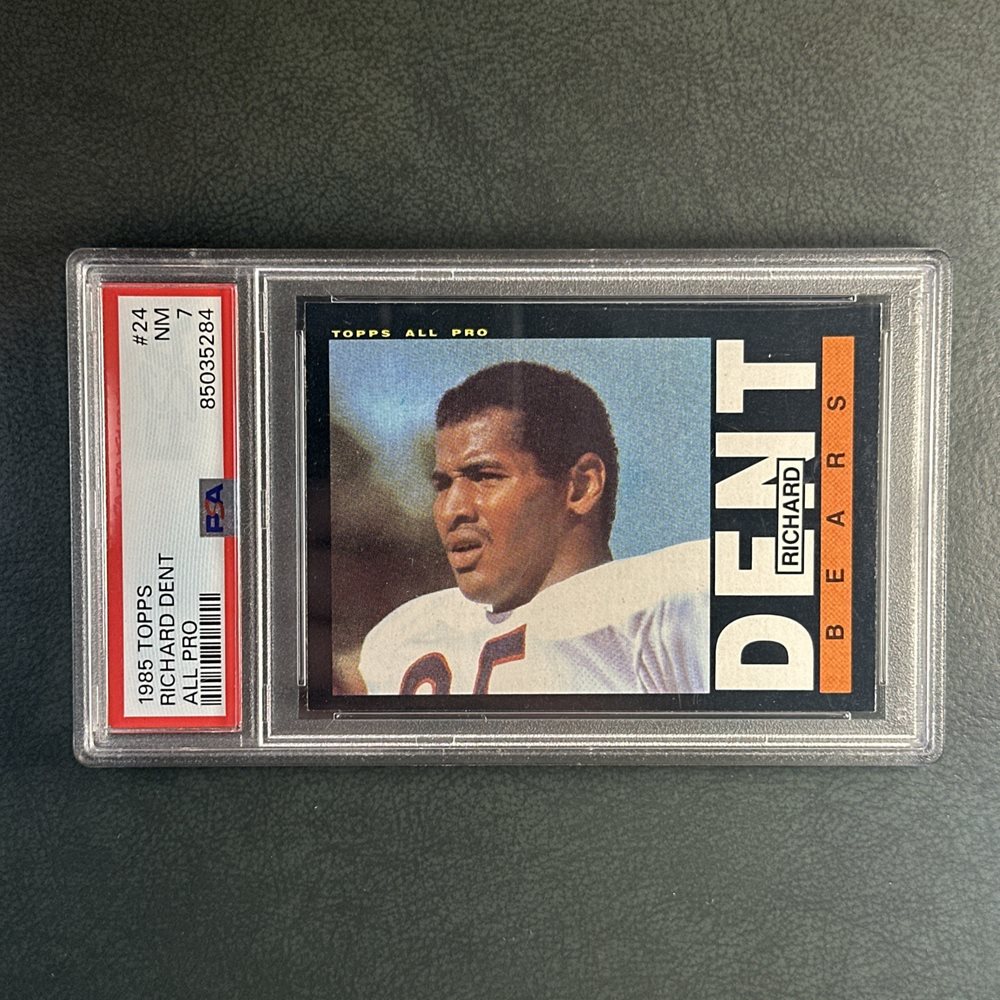 1985 TOPPS #24
RICHARD DENT NM
ALL PRO 7
PSA 85035284
TOPPS ALL PRO
DENT
RICHARD
BEARS